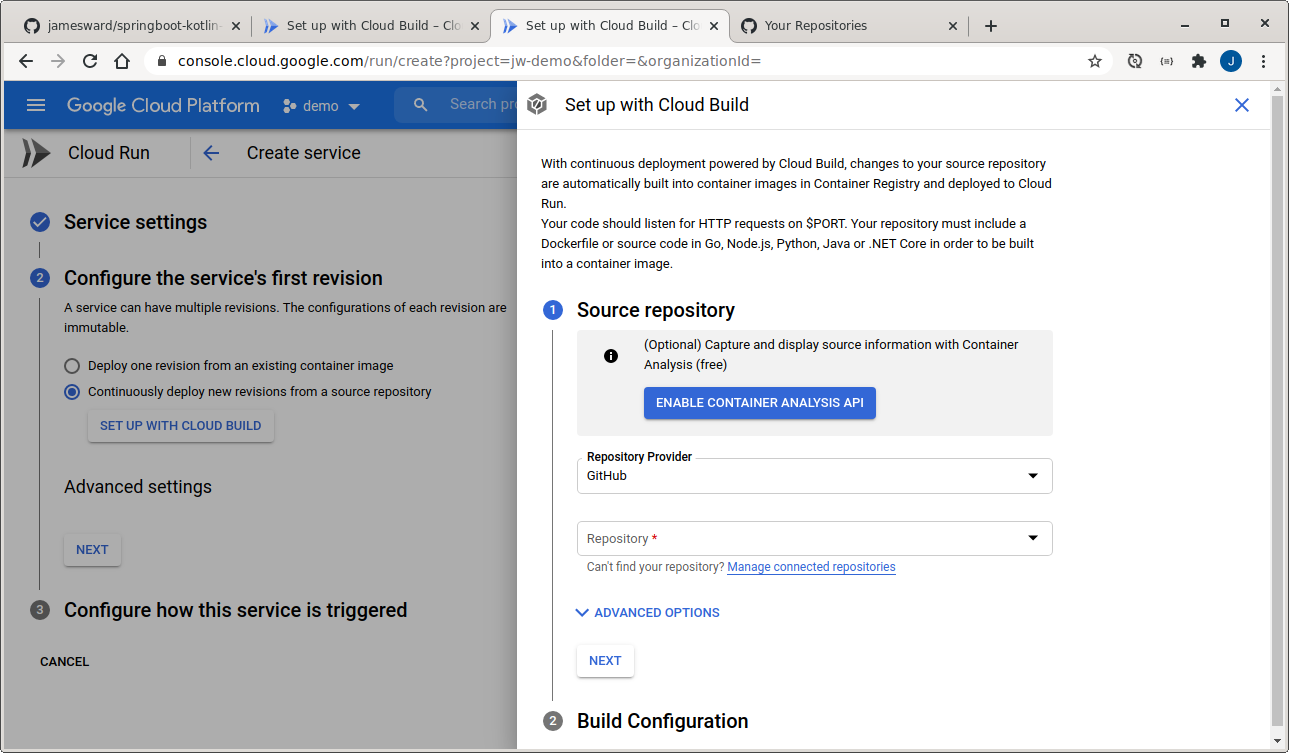 jamesward/springboot-kotlin-
Set up with Cloud Build – Clo
Set up with Cloud Build – Clo
Your Repositories
console.cloud.google.com/run/create?project=jw-demo&folder=&organizationId=
J
Google Cloud Platform
demo
Search pro
Set up with Cloud Build
Cloud Run
Create service
Service settings
2
Configure the service's first revision
A service can have multiple revisions. The configurations of each revision are
immutable.
Deploy one revision from an existing container image
Continuously deploy new revisions from a source repository
SET UP WITH CLOUD BUILD
Advanced settings
NEXT
3
Configure how this service is triggered
CANCEL
With continuous deployment powered by Cloud Build, changes to your source repository
are automatically built into container images in Container Registry and deployed to Cloud
Run.
Your code should listen for HTTP requests on $PORT. Your repository must include a
Dockerfile or source code in Go, Node.js, Python, Java or .NET Core in order to be built
into a container image.
1
Source repository
(Optional) Capture and display source information with Container
Analysis (free)
ENABLE CONTAINER ANALYSIS API
Repository Provider
GitHub
Repository *
Can't find your repository? Manage connected repositories
ADVANCED OPTIONS
NEXT
2
Build Configuration